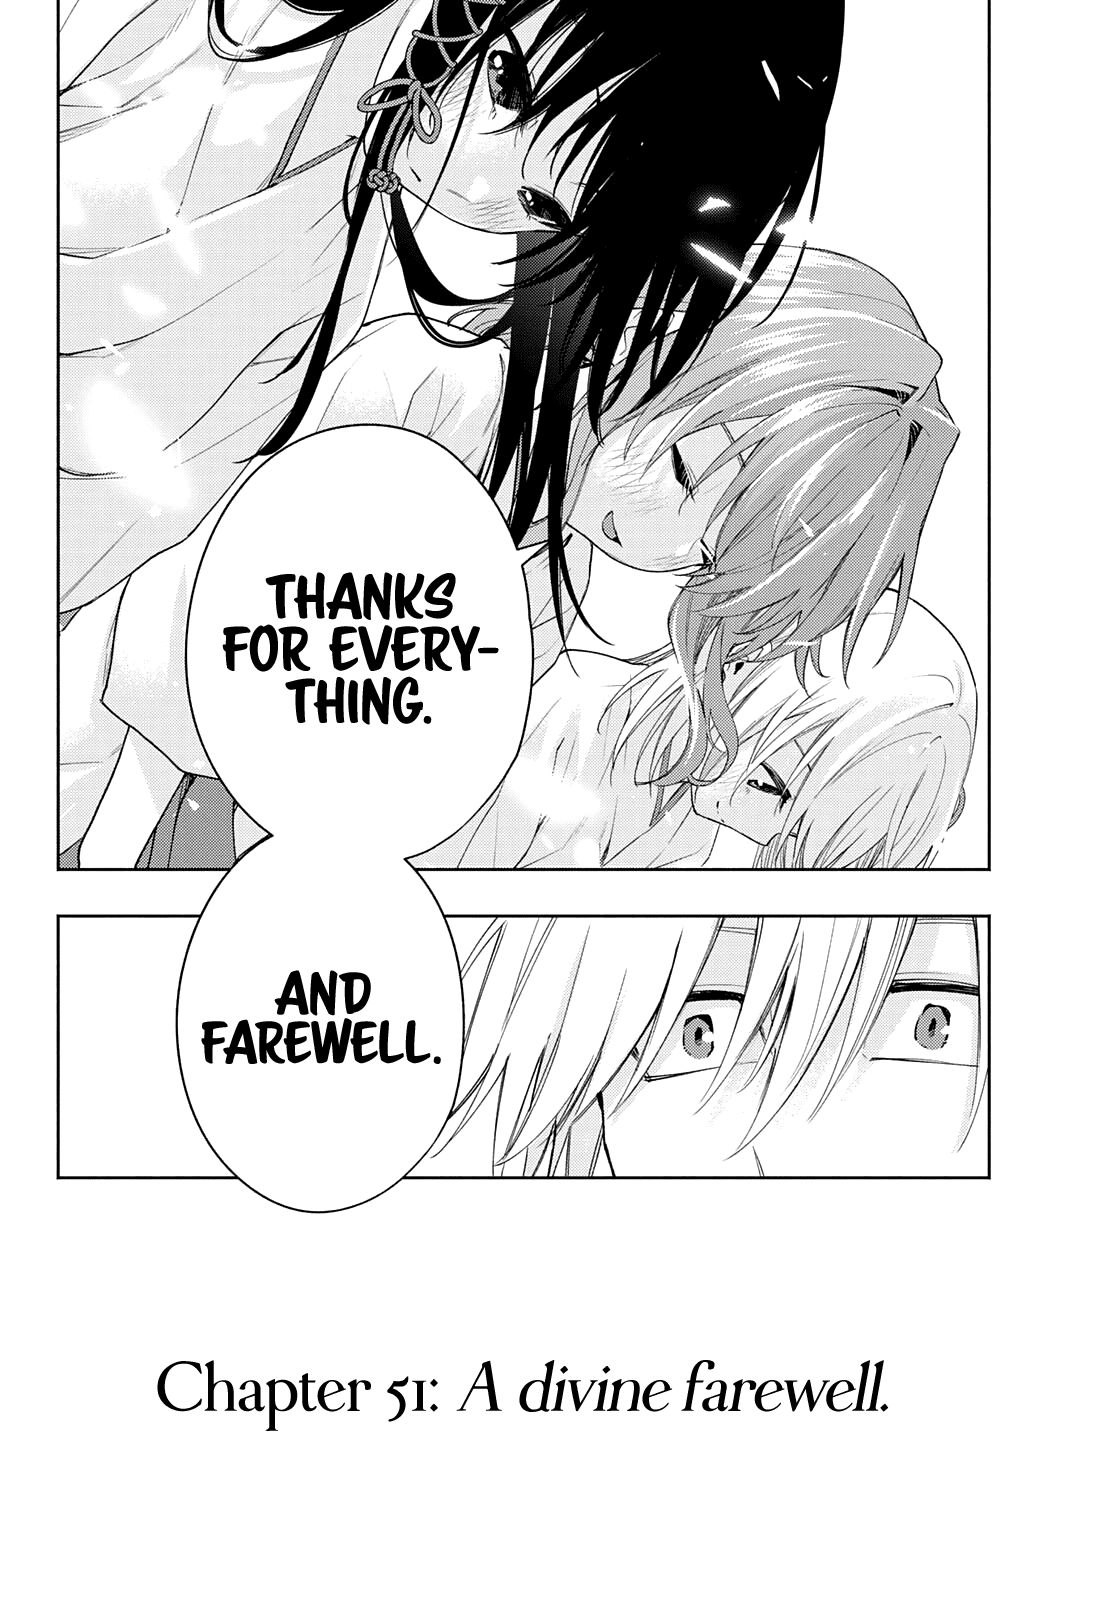 THANKS
FOR EVERY-
THING.
AND
FAREWELL.
Chapter 51: A divine farewell.